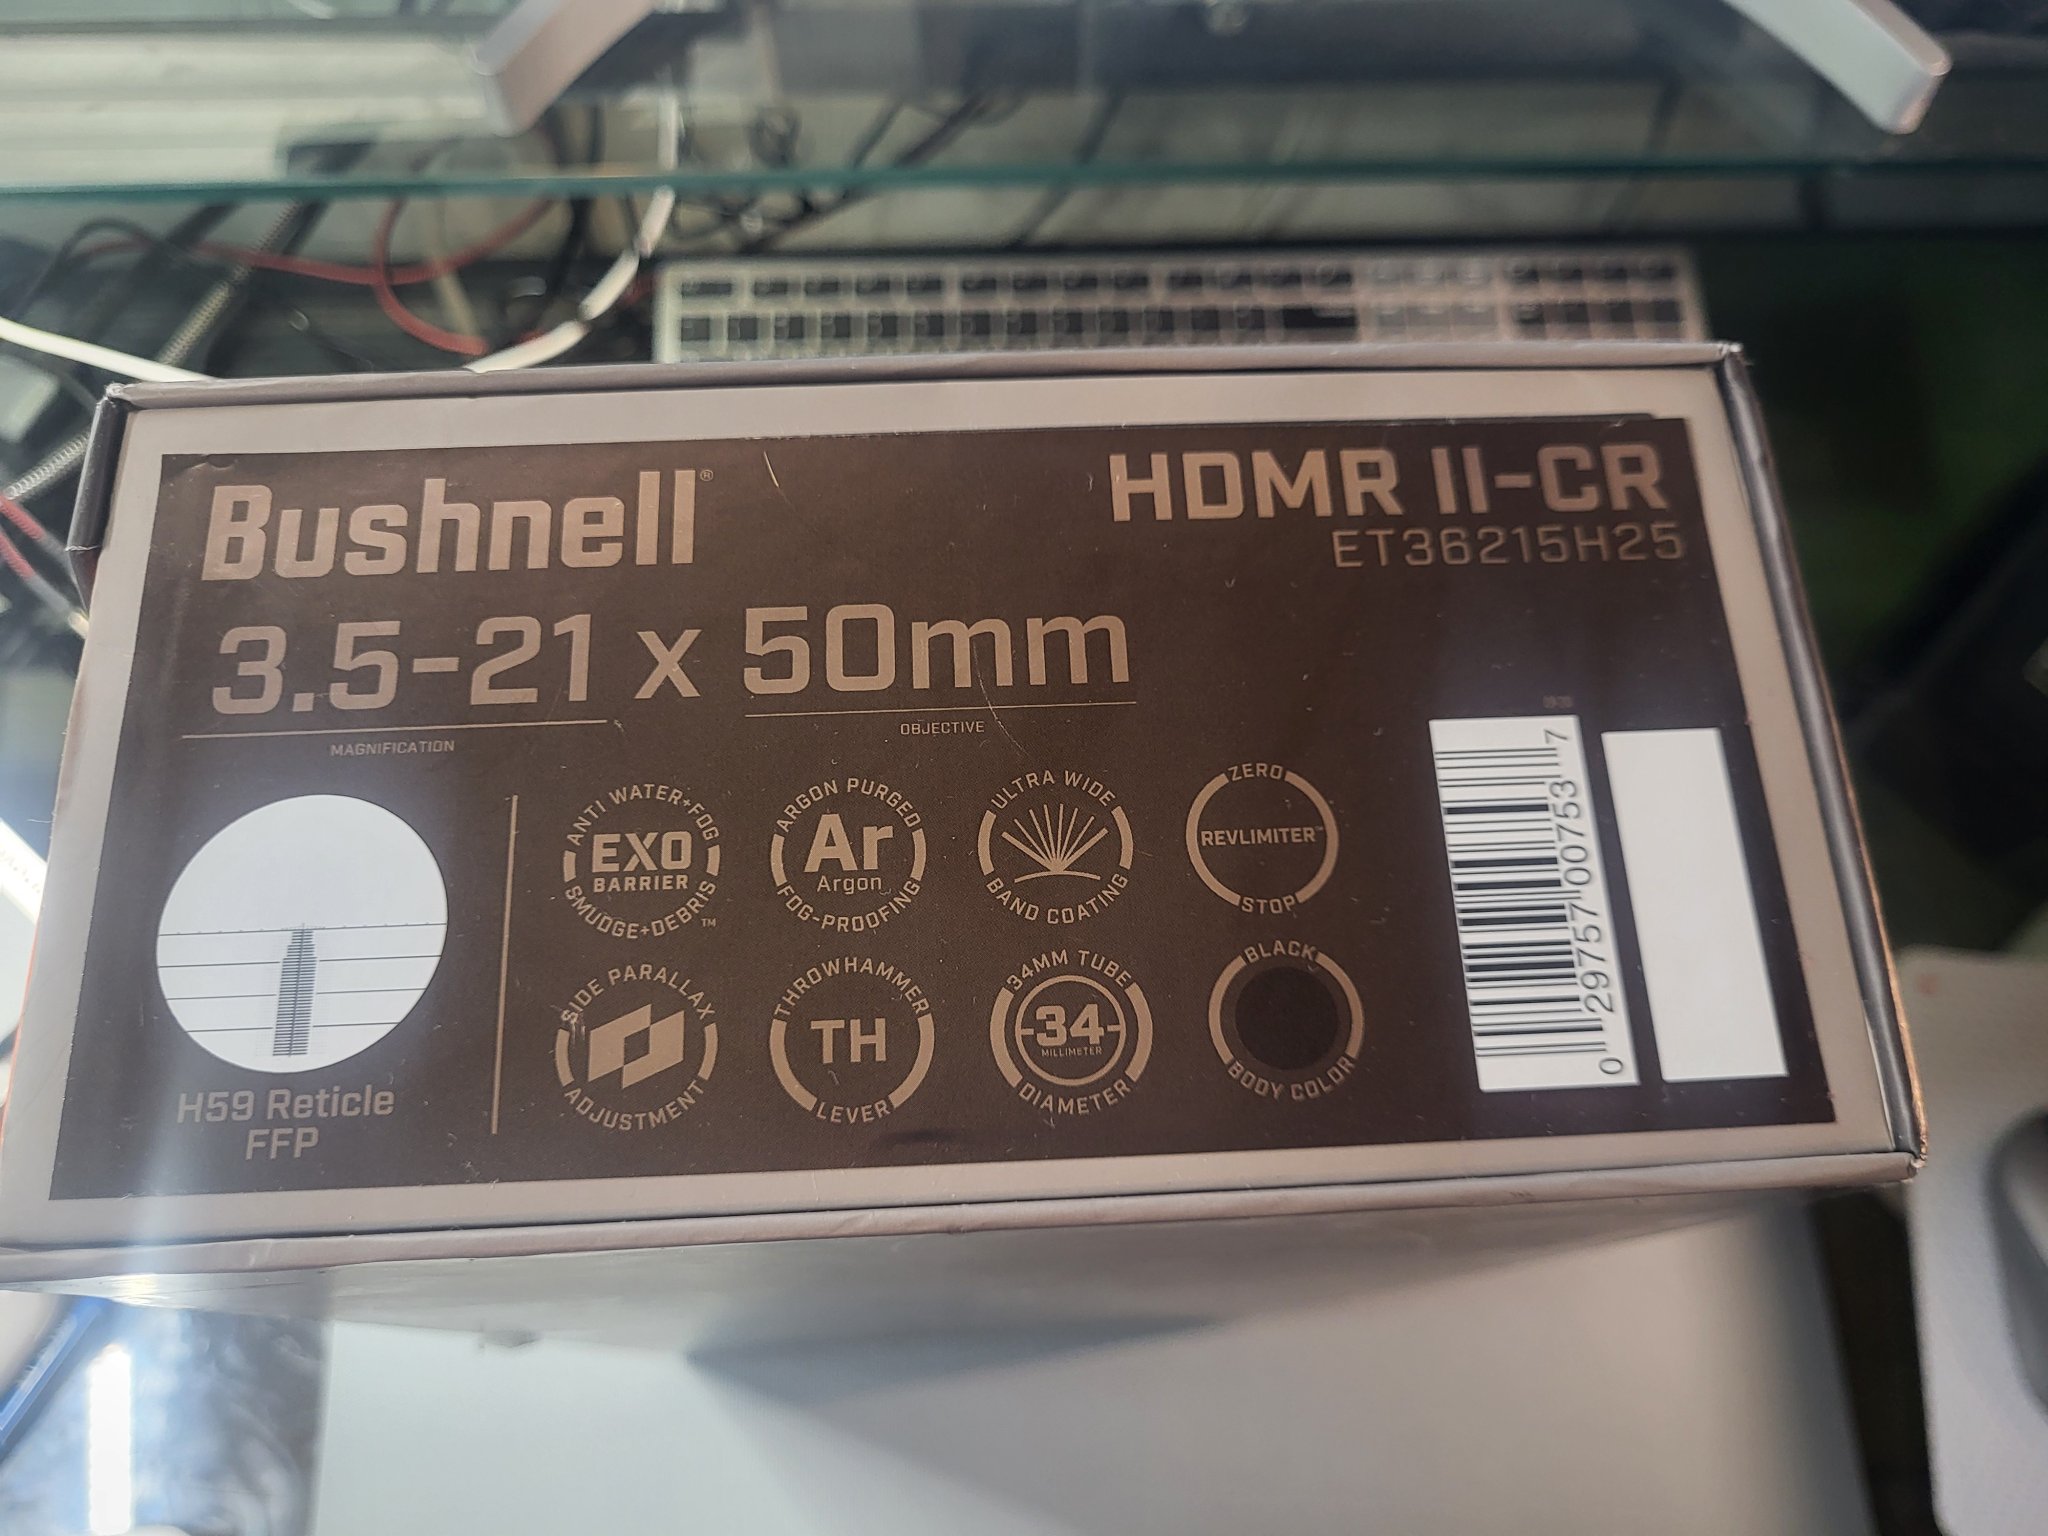 Bushnell®
HDMR II-CR
ET36215H25
3.5-21 x 50mm
MAGNIFICATION
OBJECTIVE
H59 Reticle
FFP
ANTI WATER+FOG
EXO
BARRIER
SMUDGE+DEBRIS™
ARGON PURGED
Ar
Argon
FOG-PROOFING
ULTRA WIDE
BAND COATING
ZERO
REVLIMITER™
STOP
SIDE PARALLAX
ADJUSTMENT
THROWHAMMER
TH
LEVER
34MM TUBE
-34-
MILLIMETER
DIAMETER
BLACK
BODY COLOR
0 29757 00753 7